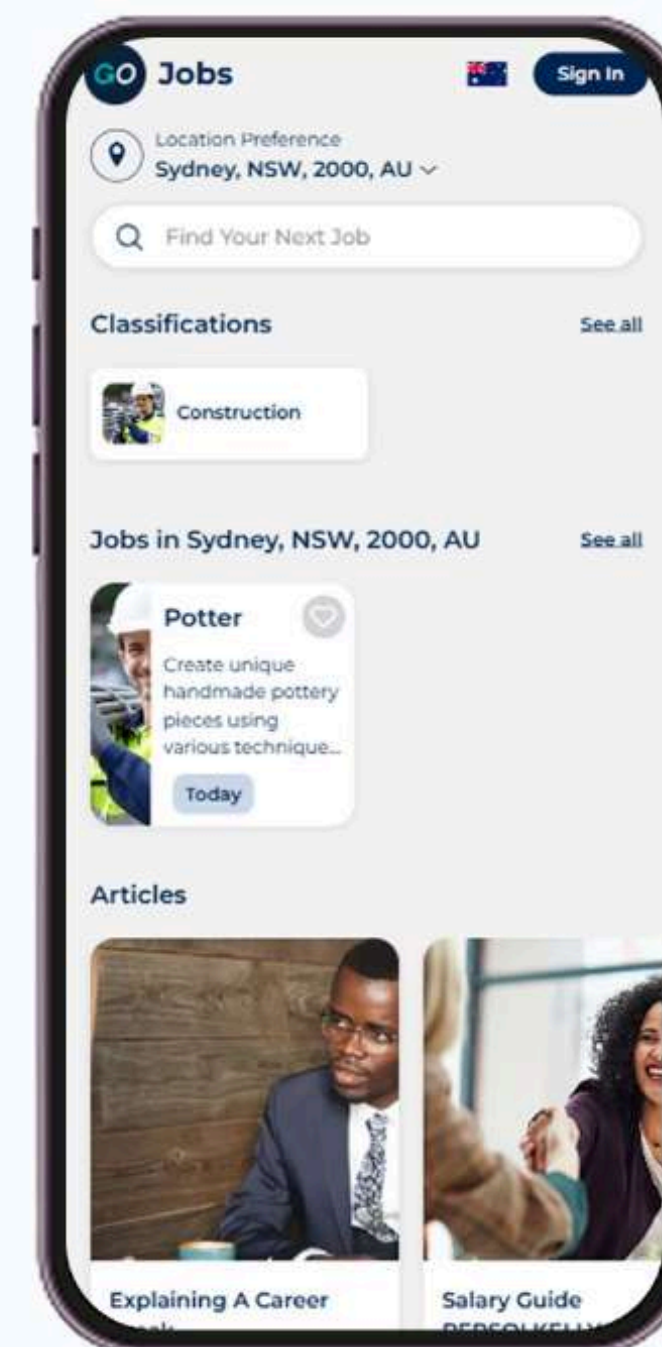 GO Jobs
Sign In
Location Preference
Sydney, NSW, 2000, AU
Find Your Next Job
Classifications
See all
Construction
Jobs in Sydney, NSW, 2000, AU
See all
Potter
Create unique
handmade pottery
pieces using
various technique...
Today
Articles
Explaining A Career
Salary Guide
PERSOLKELLY